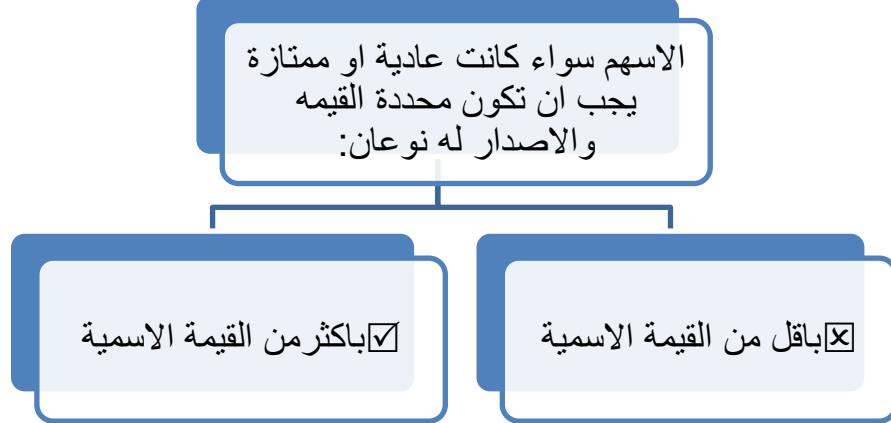 الاسهم سواء كانت عادية او ممتازة
يجب ان تكون محددة القيمه
والاصدار له نوعان:
☒باقل من القيمة الاسمية
☑باكثرمن القيمة الاسمية